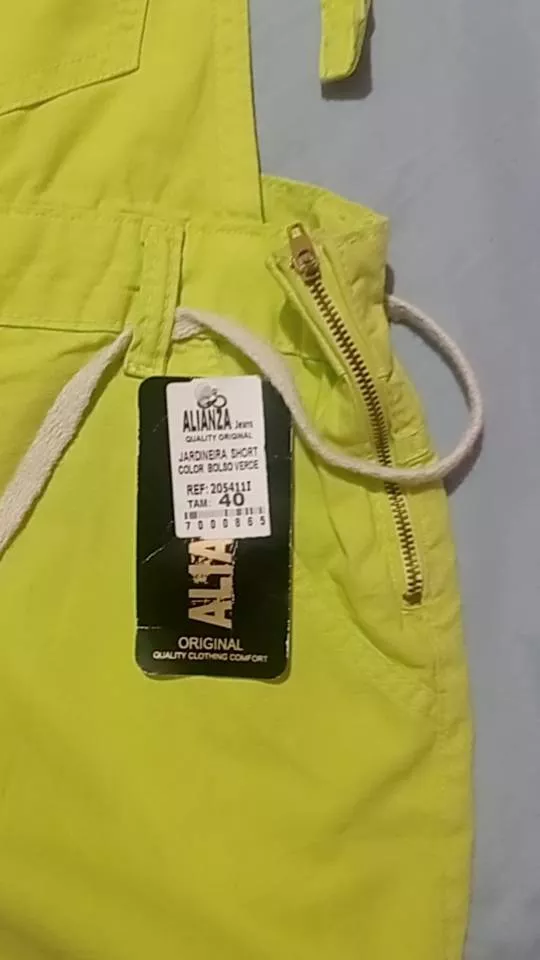 ALIANZA Jeans
QUALITY ORIGINAL
JARDINEIRA SHORT
COLOR BOLSO VERDE
REF: 205411I
TAM: 40
7000865
ALIA
ORIGINAL
QUALITY CLOTHING COMFORT